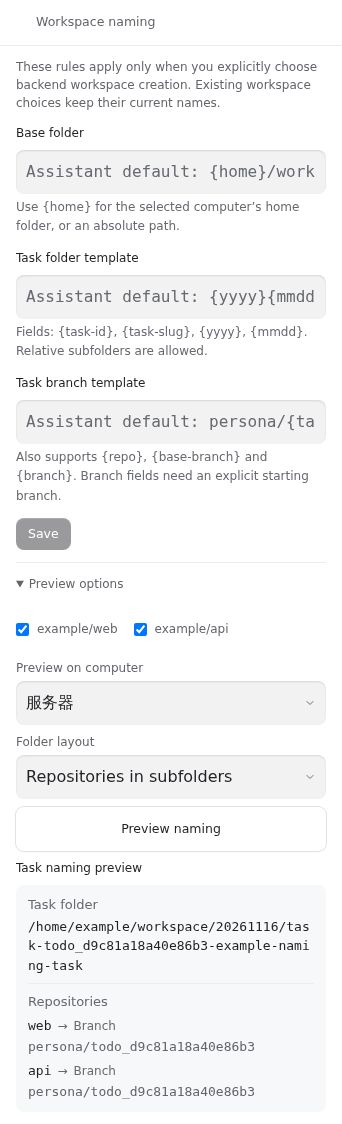 Workspace naming
These rules apply only when you explicitly choose
backend workspace creation. Existing workspace
choices keep their current names.
Base folder
Assistant default: {home}/work
Use {home} for the selected computer’s home
folder, or an absolute path.
Task folder template
Assistant default: {yyyy}{mmdd
Fields: {task-id}, {task-slug}, {yyyy}, {mmdd}.
Relative subfolders are allowed.
Task branch template
Assistant default: persona/{ta
Also supports {repo}, {base-branch} and
{branch}. Branch fields need an explicit starting
branch.
Save
▼ Preview options
example/web example/api
Preview on computer
服务器
Folder layout
Repositories in subfolders
Preview naming
Task naming preview
Task folder
/home/example/workspace/20261116/tas
k-todo_d9c81a18a40e86b3-example-nami
ng-task
Repositories
web → Branch
persona/todo_d9c81a18a40e86b3
api → Branch
persona/todo_d9c81a18a40e86b3